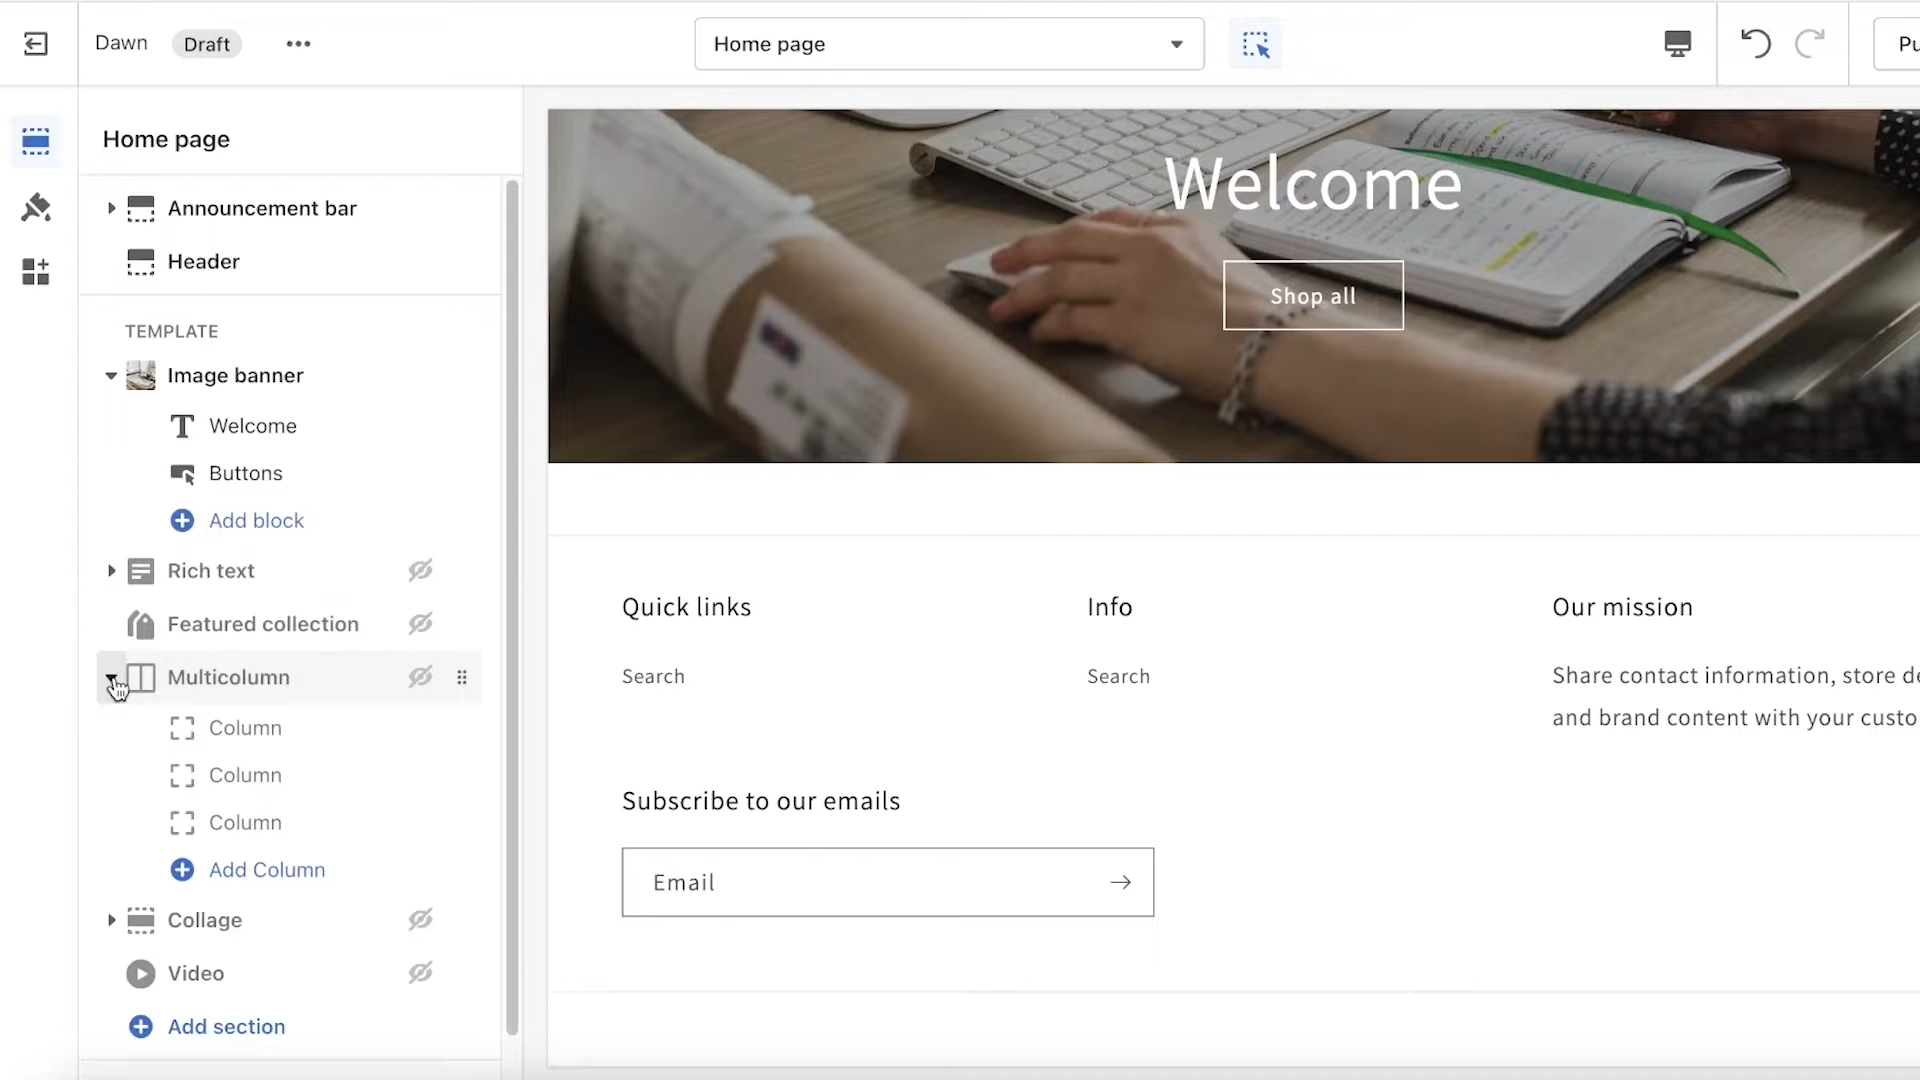 Dawn
Draft
Home page
Home page
Announcement bar
Header
TEMPLATE
Image banner
Welcome
Buttons
Add block
Rich text
Featured collection
Multicolumn
Column
Column
Column
Add Column
Collage
Video
Add section
Welcome
Shop all
Quick links
Search
Info
Search
Our mission
Share contact information, store
and brand content with your
Subscribe to our emails
Email